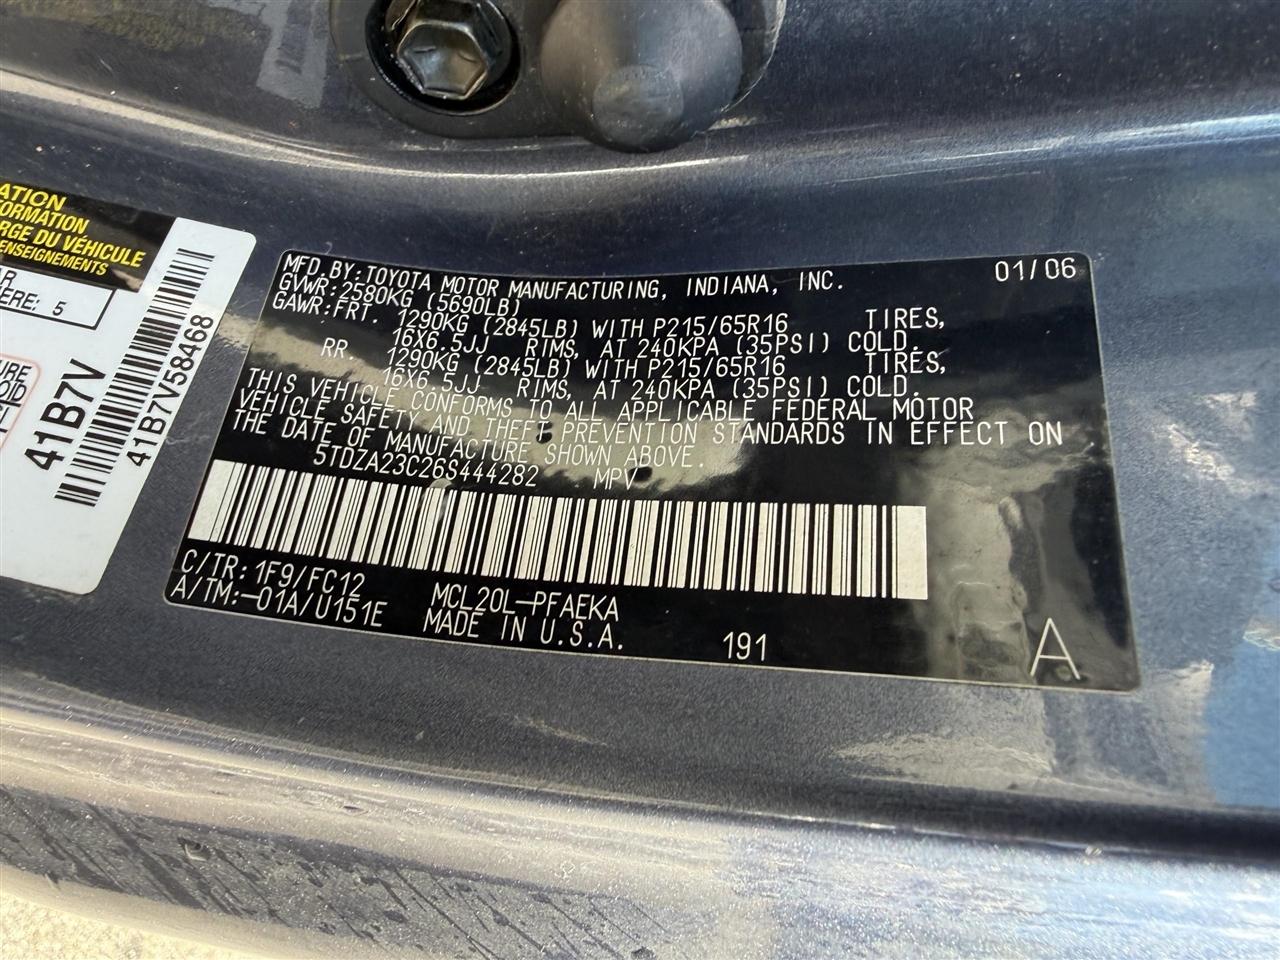 ATION
FORMATION
RGE DU VÉHICULE
ENSEIGNEMENTS
AR
IÈRE: 5
41B7V
41B7V58468
MFD.BY:TOYOTA MOTOR MANUFACTURING, INDIANA, INC. 01/06
GVWR:2580KG (5690LB)
GAWR:FRT. 1290KG (2845LB) WITH P215/65R16 TIRES,
16X6.5JJ RIMS, AT 240KPA (35PSI) COLD.
RR. 1290KG (2845LB) WITH P215/65R16 TIRES,
16X6.5JJ RIMS, AT 240KPA (35PSI) COLD.
THIS VEHICLE CONFORMS TO ALL APPLICABLE FEDERAL MOTOR
VEHICLE SAFETY AND THEFT PREVENTION STANDARDS IN EFFECT ON
THE DATE OF MANUFACTURE SHOWN ABOVE.
5TDZA23C26S444282 MPV
C/TR:1F9/FC12 MCL20L-PFAEKA
A/TM:-01A/U151E MADE IN U.S.A. 191 A